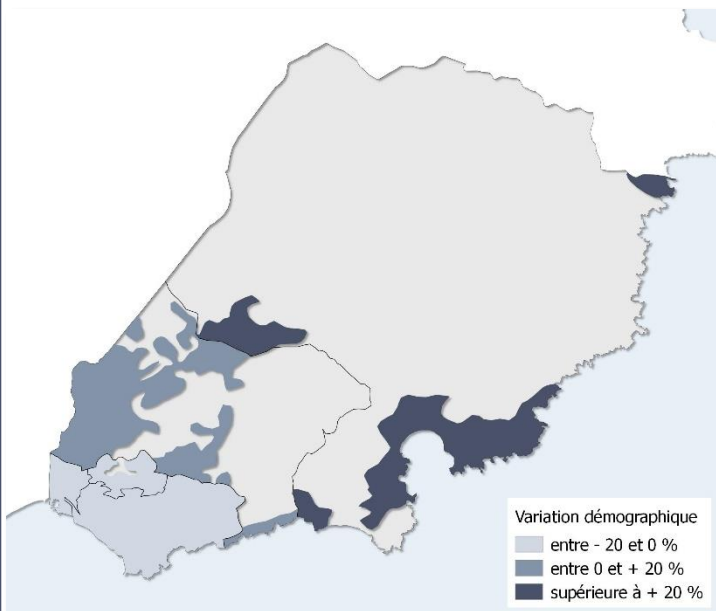 Variation démographique
entre - 20 et 0 %
entre 0 et + 20 %
supérieure à + 20 %